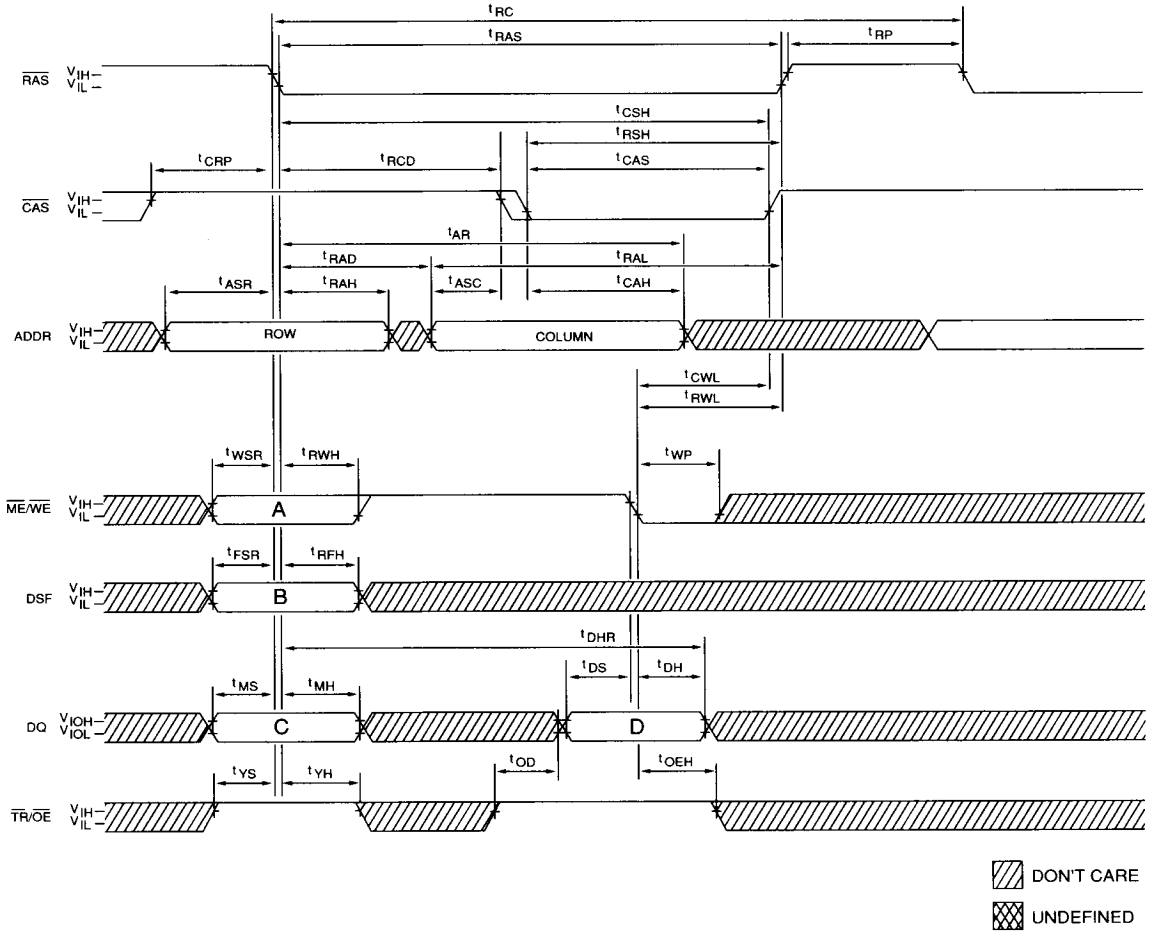 tRC
tRAS
tRP
RAS VIH VIL
tCSH
tRSH
tCRP tRCD tCAS
CAS VIH VIL
tAR
tRAD tRAL
tASR tRAH tASC tCAH
ADDR VIH VIL ROW COLUMN
tCWL
tRWL
tWSR tRWH tWP
ME/WE VIH VIL A
tFSR tRFH
DSF VIH VIL B
tDHR
tDS tDH
tMS tMH
DQ VIOH VIOL C D
tOD tOEH
tYS tYH
TR/OE VIH VIL
DON'T CARE
UNDEFINED